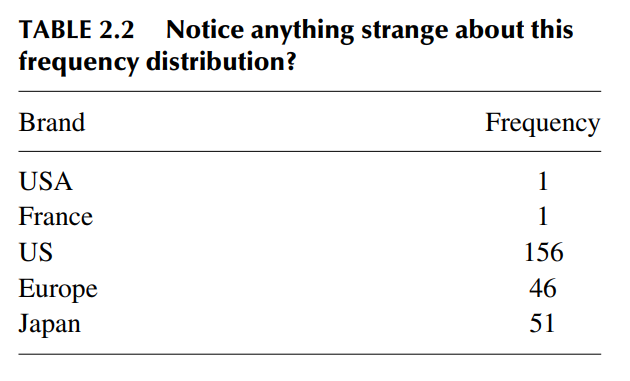 TABLE 2.2 Notice anything strange about this
frequency distribution?
Brand Frequency
USA 1
France 1
US 156
Europe 46
Japan 51